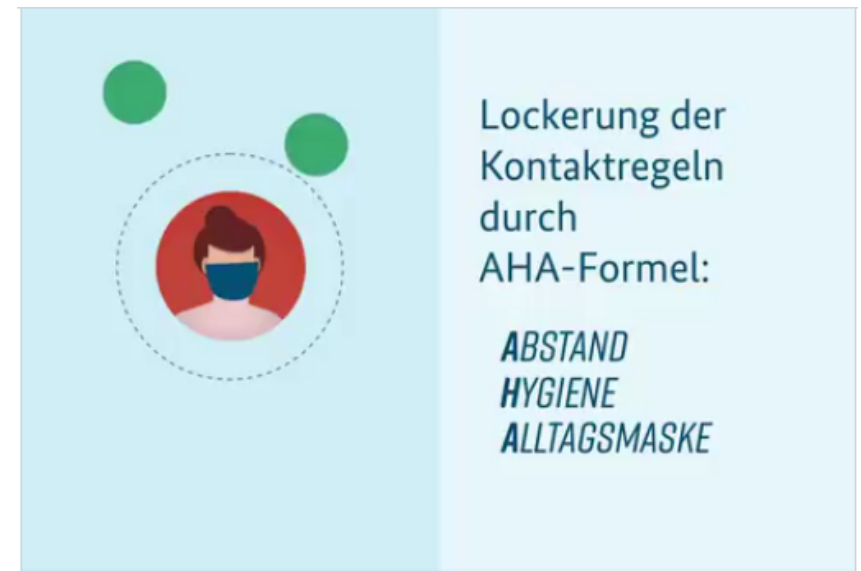 Lockerung der
Kontaktregeln
durch
AHA-Formel:
ABSTAND
HYGIENE
ALLTAGSMASKE